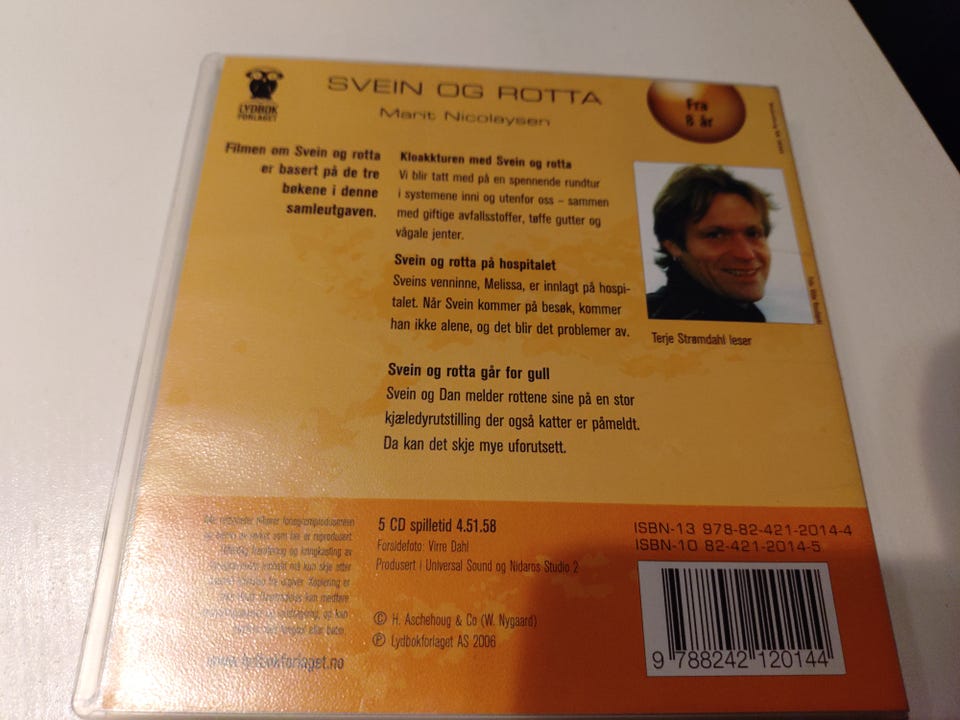 LYDBOK
FORLAGET
SVEIN OG ROTTA
Marit Nicolaysen
Fra
8 år
Filmen om Svein og rotta
er basert på de tre
bøkene i denne
samleutgaven.
Kloakkturen med Svein og rotta
Vi blir tatt med på en spennende rundtur
i systemene inni og utenfor oss – sammen
med giftige avfallsstoffer, tøffe gutter og
vågale jenter.
Svein og rotta på hospitalet
Sveins venninne, Melissa, er innlagt på hospi-
talet. Når Svein kommer på besøk, kommer
han ikke alene, og det blir det problemer av.
Terje Strømdahl leser
Svein og rotta går for gull
Svein og Dan melder rottene sine på en stor
kjæledyrutstilling der også katter er påmeldt.
Da kan det skje mye uforutsett.
5 CD spilletid 4.51.58
Forsidefoto: Virre Dahl
Produsert i Universal Sound og Nidaros Studio 2
© H. Aschehoug & Co (W. Nygaard)
℗ Lydbokforlaget AS 2006
www.lydbokforlaget.no
ISBN-13 978-82-421-2014-4
ISBN-10 82-421-2014-5
9 788242 120144